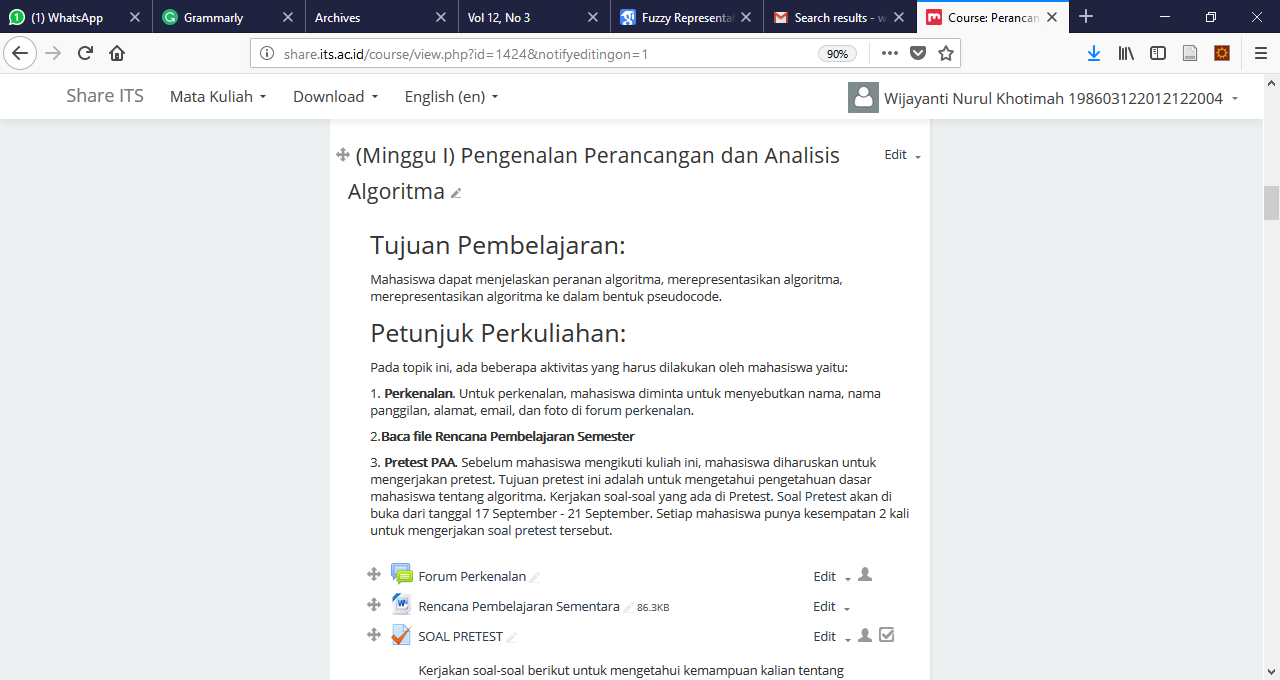 (1) WhatsApp
Grammarly
Archives
Vol 12, No 3
Fuzzy Representa
Search results - w
Course: Perancan
share.its.ac.id/course/view.php?id=1424&notifyeditingon=1
90%
Share ITS
Mata Kuliah
Download
English (en)
Wijayanti Nurul Khotimah 198603122012122004
(Minggu I) Pengenalan Perancangan dan Analisis
Edit
Algoritma
Tujuan Pembelajaran:
Mahasiswa dapat menjelaskan peranan algoritma, merepresentasikan algoritma,
merepresentasikan algoritma ke dalam bentuk pseudocode.
Petunjuk Perkuliahan:
Pada topik ini, ada beberapa aktivitas yang harus dilakukan oleh mahasiswa yaitu:
1. Perkenalan. Untuk perkenalan, mahasiswa diminta untuk menyebutkan nama, nama
panggilan, alamat, email, dan foto di forum perkenalan.
2.Baca file Rencana Pembelajaran Semester
3. Pretest PAA. Sebelum mahasiswa mengikuti kuliah ini, mahasiswa diharuskan untuk
mengerjakan pretest. Tujuan pretest ini adalah untuk mengetahui pengetahuan dasar
mahasiswa tentang algoritma. Kerjakan soal-soal yang ada di Pretest. Soal Pretest akan di
buka dari tanggal 17 September - 21 September. Setiap mahasiswa punya kesempatan 2 kali
untuk mengerjakan soal pretest tersebut.
Forum Perkenalan
Edit
Rencana Pembelajaran Sementara 86.3KB
Edit
SOAL PRETEST
Edit
Kerjakan soal-soal berikut untuk mengetahui kemampuan kalian tentang